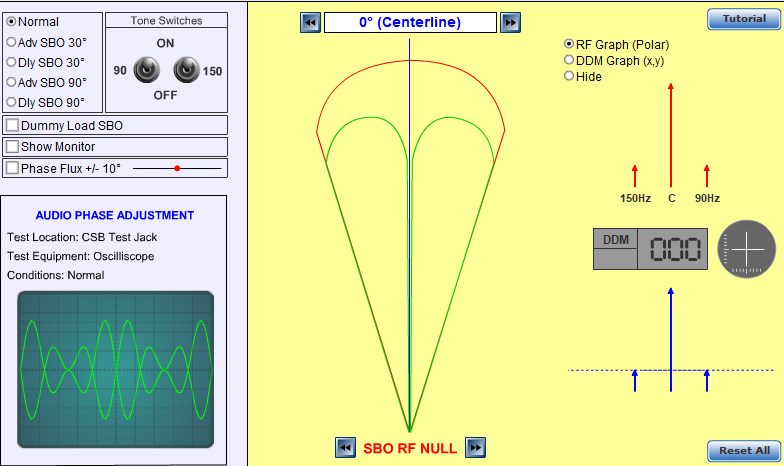 Normal
Adv SBO 30°
Dly SBO 30°
Adv SBO 90°
Dly SBO 90°
Tone Switches
ON
90
150
OFF
Dummy Load SBO
Show Monitor
Phase Flux +/- 10°
AUDIO PHASE ADJUSTMENT
Test Location: CSB Test Jack
Test Equipment: Oscilliscope
Conditions: Normal
0° (Centerline)
SBO RF NULL
Tutorial
RF Graph (Polar)
DDM Graph (x,y)
Hide
150Hz C 90Hz
DDM
000
Reset All